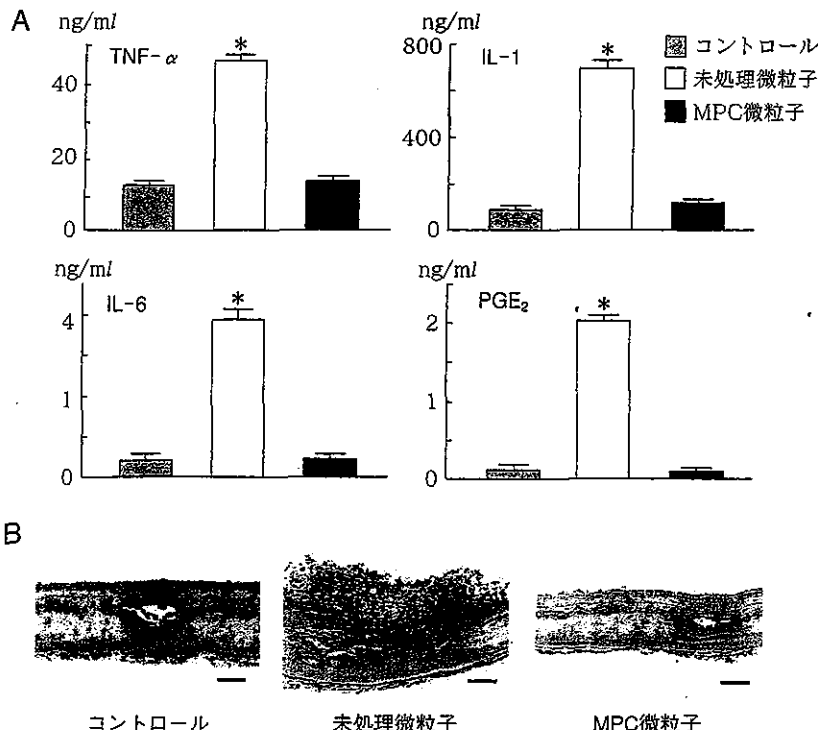 A
ng/ml
TNF-α
*
40
20
0
ng/ml
IL-1
*
800
400
0
コントロール
未処理微粒子
MPC微粒子
ng/ml
IL-6
*
4
1
0
ng/ml
PGE₂
*
2
1
0
B
コントロール
未処理微粒子
MPC微粒子